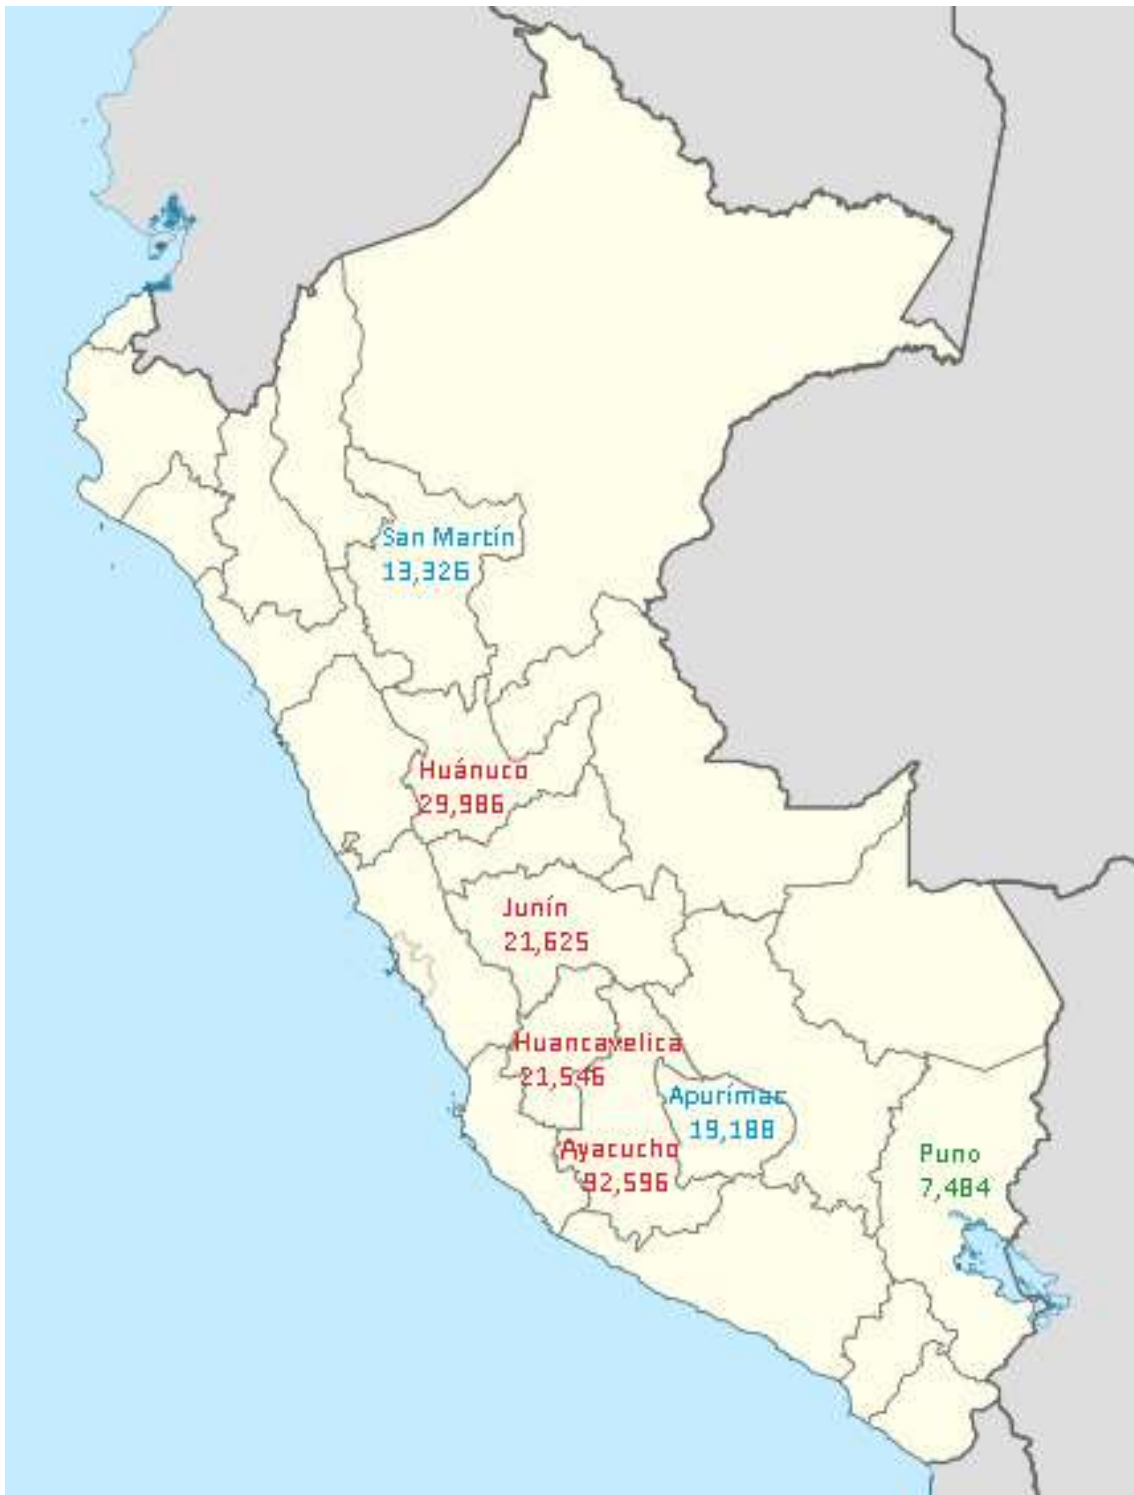 San Martín
13,326
Huánuco
29,986
Junín
21,625
Huancavelica
21,546
Apurímac
19,188
Ayacucho
92,596
Puno
7,484